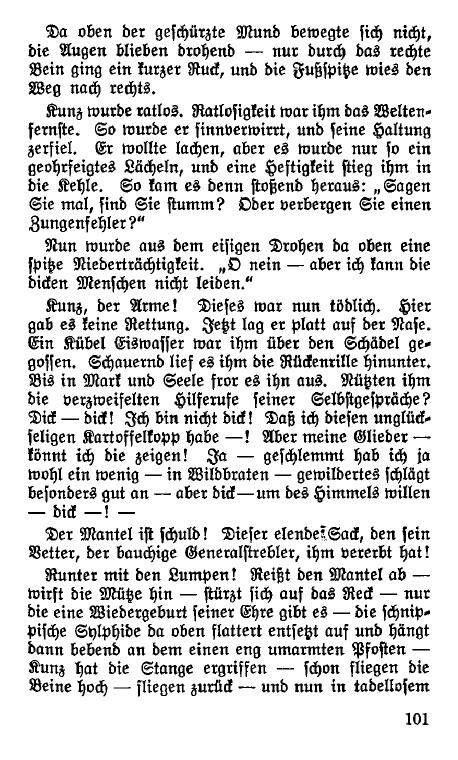 Da oben der geschürzte Mund bewegte sich nicht,
die Augen blieben drohend — nur durch das rechte
Bein ging ein kurzer Ruck, und die Fußspitze wies den
Weg nach rechts.
Kunz wurde ratlos. Ratlosigkeit war ihm das Welten-
fernste. So wurde er sinnverwirrt, und seine Haltung
zerfiel. Er wollte lachen, aber es wurde nur so ein
geohrfeigtes Lächeln, und eine Heftigkeit stieg ihm in
die Kehle. So kam es denn stoßend heraus: „Sagen
Sie mal, sind Sie stumm? Oder verbergen Sie einen
Zungenfehler?“
Nun wurde aus dem eisigen Drohen da oben eine
spitze Niederträchtigkeit. „O nein — aber ich kann die
dicken Menschen nicht leiden.“
Kunz, der Arme! Dieses war nun tödlich. Hier
gab es keine Rettung. Jetzt lag er platt auf der Nase.
Ein Kübel Eiswasser war ihm über den Schädel ge-
gossen. Schauernd lief es ihm die Rückenrille hinunter.
Bis in Mark und Seele fror es ihn aus. Nützten ihm
die verzweifelten Hilferufe seiner Selbstgespräche?
Dick — dick! Ich bin nicht dick! Daß ich diesen unglück-
seligen Kartoffelkopp habe —! Aber meine Glieder —
könnt ich die zeigen! Ja — geschlemmt hab ich ja
wohl ein wenig — in Wildbraten — gewildertes schlägt
besonders gut an — aber dick — um des Himmels willen
— dick —! —
Der Mantel ist schuld! Dieser elende Sack, den sein
Vetter, der bauchige Generalstrebler, ihm vererbt hat!
Runter mit den Lumpen! Reißt den Mantel ab —
wirft die Mütze hin — stürzt sich auf das Reck — nur
die eine Wiedergeburt seiner Ehre gibt es — die schnip-
pische Sylphide da oben flattert entsetzt auf und hängt
dann bebend an dem einen eng umarmten Pfosten —
Kunz hat die Stange ergriffen — schon fliegen die
Beine hoch — fliegen zurück — und nun in tadellosem
101